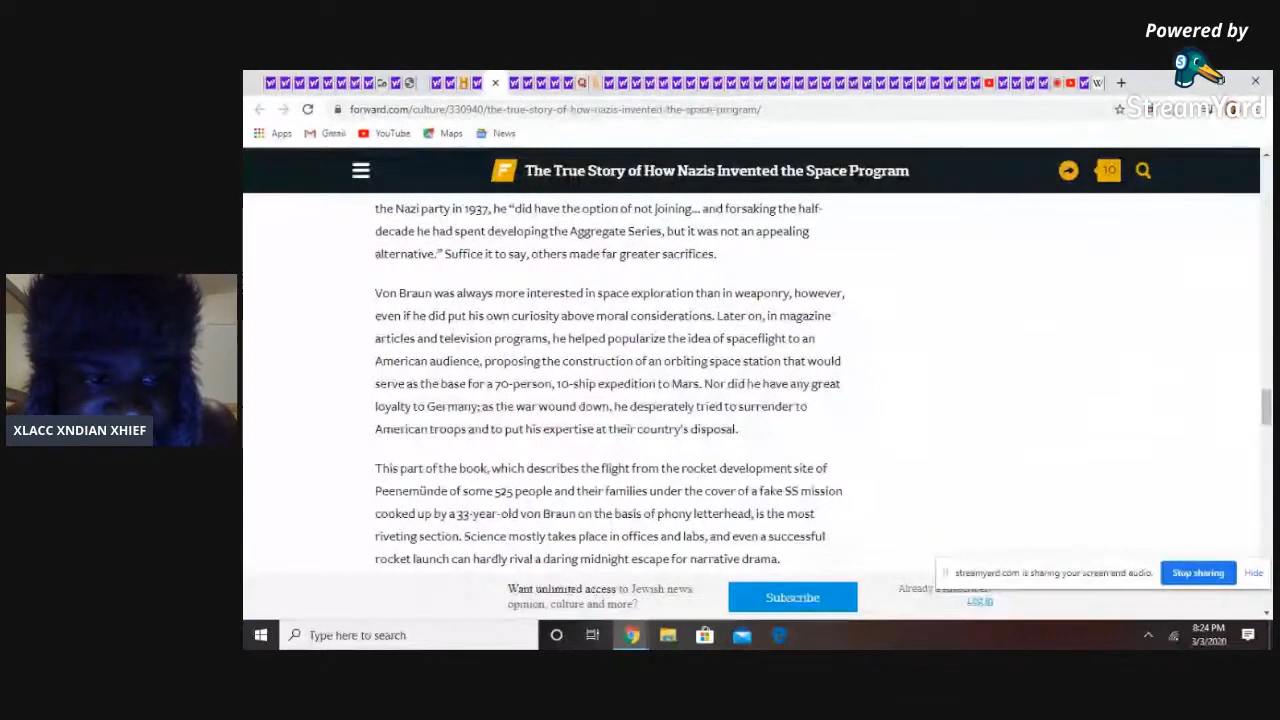 Powered by
StreamYard
forward.com/culture/330940/the-true-story-of-how-nazis-invented-the-space-program/
Apps Gmail YouTube Maps News
The True Story of How Nazis Invented the Space Program
10
the Nazi party in 1937, he “did have the option of not joining… and forsaking the half-
decade he had spent developing the Aggregate Series, but it was not an appealing
alternative.” Suffice it to say, others made far greater sacrifices.
Von Braun was always more interested in space exploration than in weaponry, however,
even if he did put his own curiosity above moral considerations. Later on, in magazine
articles and television programs, he helped popularize the idea of spaceflight to an
American audience, proposing the construction of an orbiting space station that would
serve as the base for a 70-person, 10-ship expedition to Mars. Nor did he have any great
loyalty to Germany; as the war wound down, he desperately tried to surrender to
American troops and to put his expertise at their country's disposal.
XLACC XNDIAN XHIEF
This part of the book, which describes the flight from the rocket development site of
Peenemünde of some 525 people and their families under the cover of a fake SS mission
cooked up by a 33-year-old von Braun on the basis of phony letterhead, is the most
riveting section. Science mostly takes place in offices and labs, and even a successful
rocket launch can hardly rival a daring midnight escape for narrative drama.
streamyard.com is sharing your screen and audio. Stop sharing Hide
Want unlimited access to Jewish news
opinion, culture and more?
Subscribe
Already a
Log in
Type here to search
8:24 PM
3/3/2020